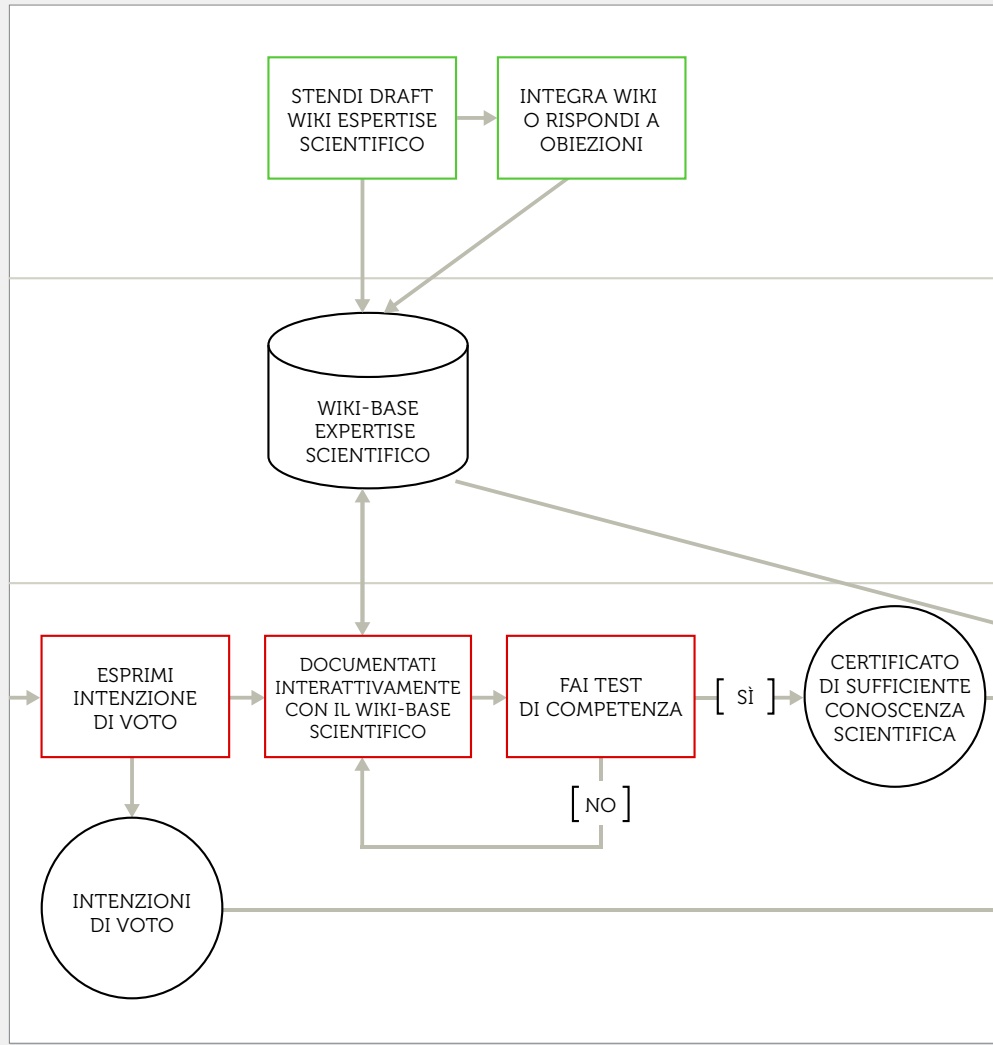 STENDI DRAFT
WIKI ESPERTISE
SCIENTIFICO
INTEGRA WIKI
O RISPONDI A
OBIEZIONI
WIKI-BASE
EXPERTISE
SCIENTIFICO
ESPRIMI
INTENZIONE
DI VOTO
DOCUMENTATI
INTERATTIVAMENTE
CON IL WIKI-BASE
SCIENTIFICO
FAI TEST
DI COMPETENZA
[ SÌ ]
CERTIFICATO
DI SUFFICIENTE
CONOSCENZA
SCIENTIFICA
[ NO ]
INTENZIONI
DI VOTO